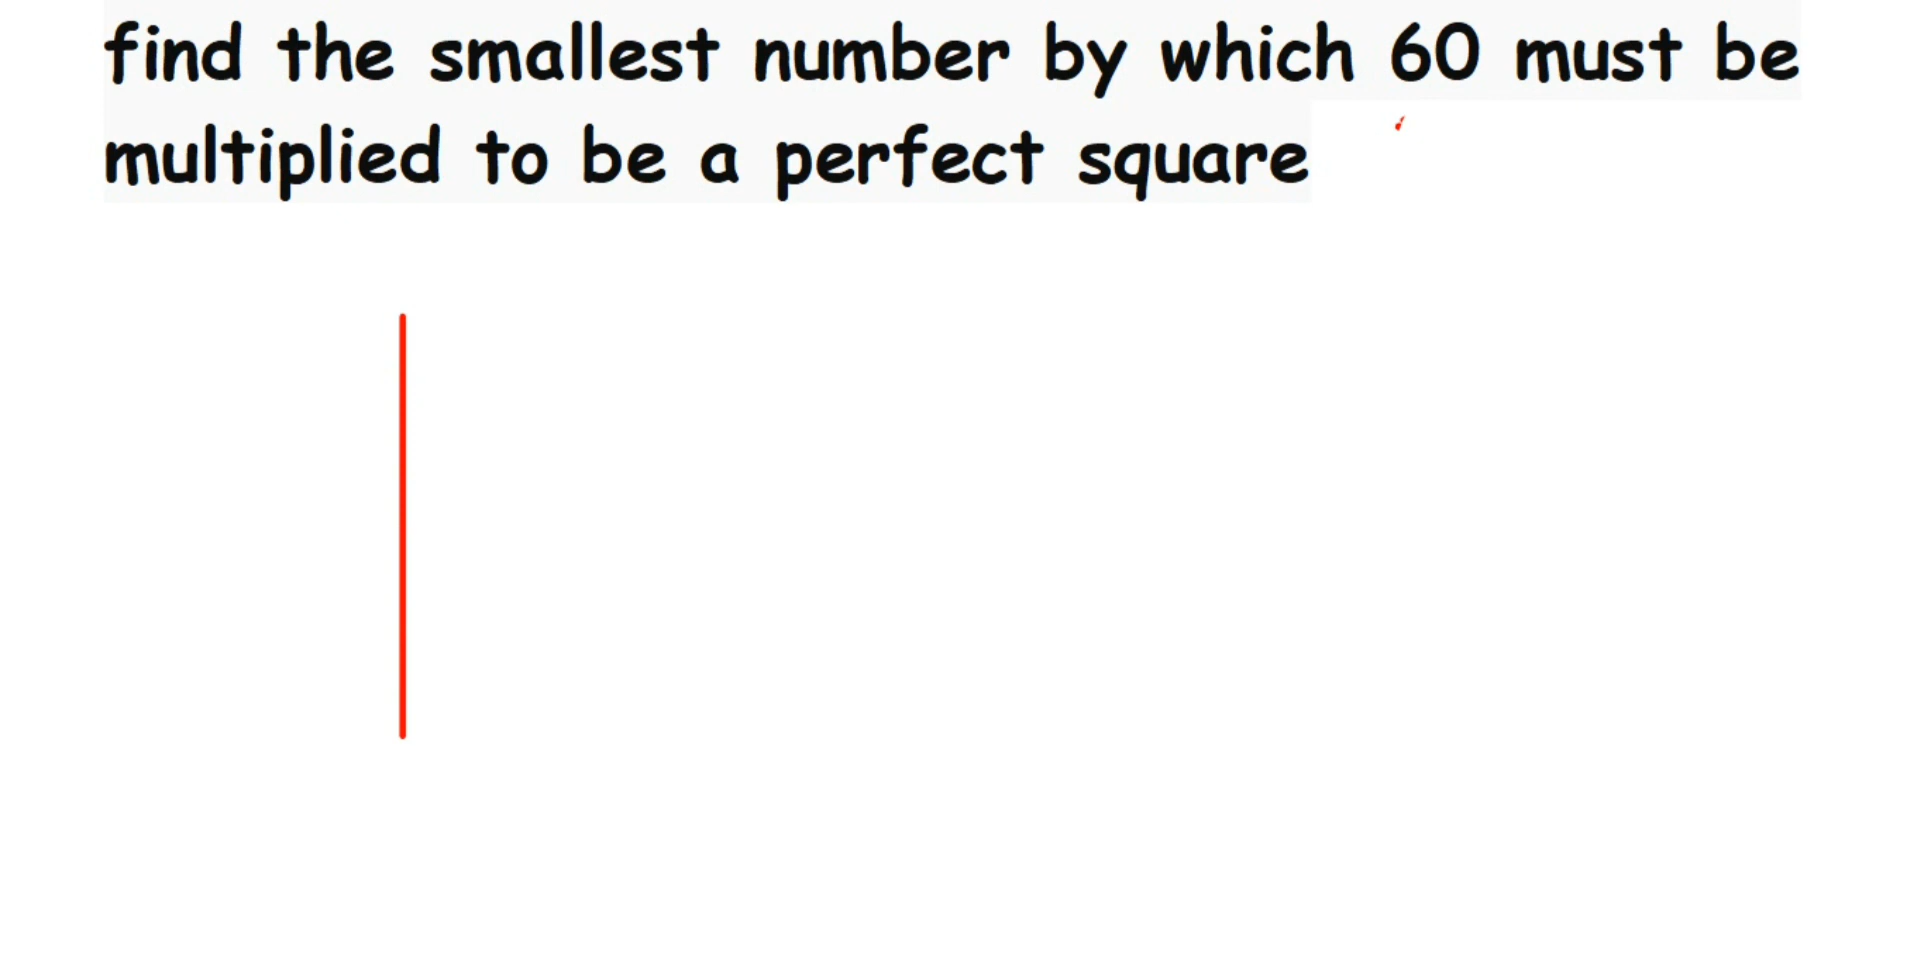 find the smallest number by which 60 must be
multiplied to be a perfect square